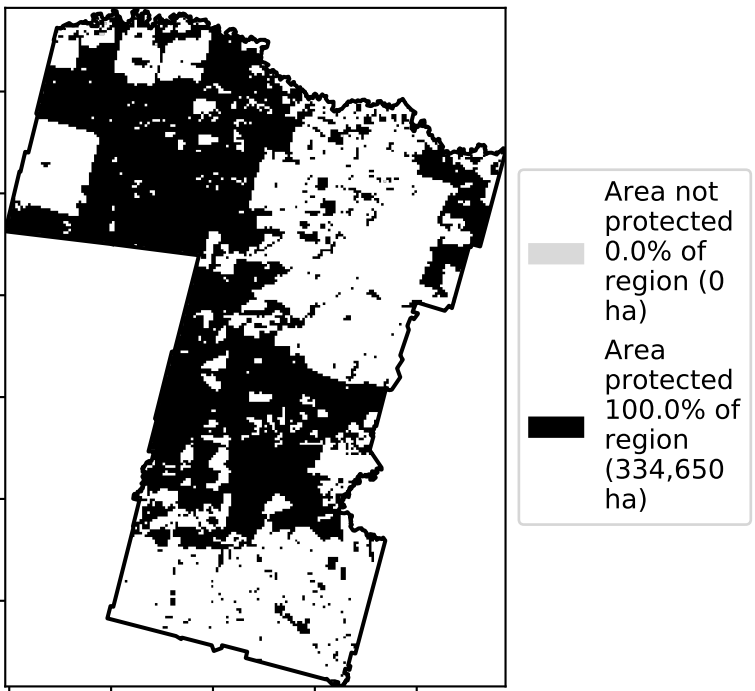 Area not
protected
0.0% of
region (0
ha)
Area
protected
100.0% of
region
(334,650
ha)